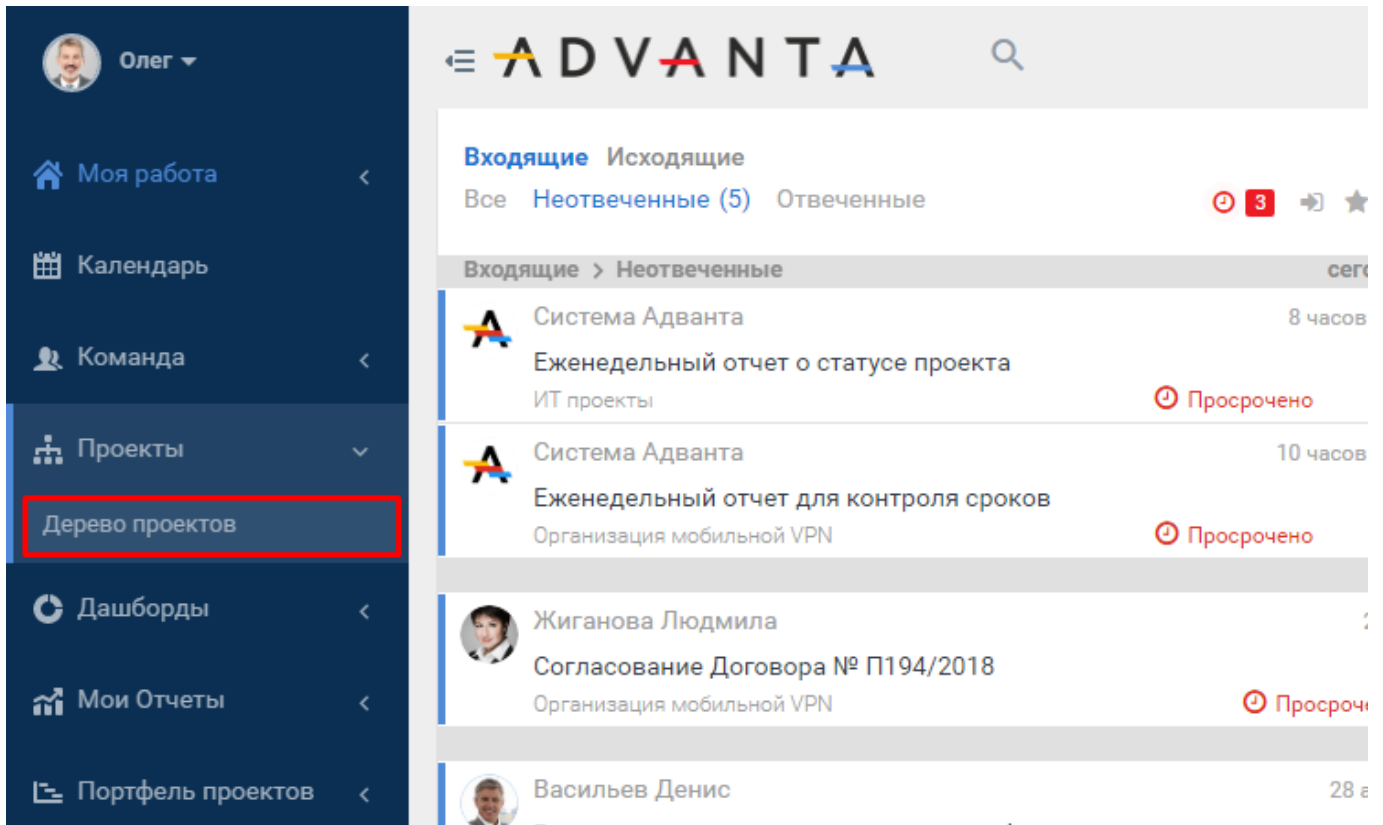 Олег
Моя работа
Календарь
Команда
Проекты
Дерево проектов
Дашборды
Мои Отчеты
Портфель проектов
ADVANTA
Входящие Исходящие
Все Неотвеченные (5) Отвеченные 3
Входящие > Неотвеченные
Система Адванта 8 часов
Еженедельный отчет о статусе проекта
ИТ проекты Просрочено
Система Адванта 10 часов
Еженедельный отчет для контроля сроков
Организация мобильной VPN Просрочено
Жиганова Людмила
Согласование Договора № П194/2018
Организация мобильной VPN
Васильев Денис 28